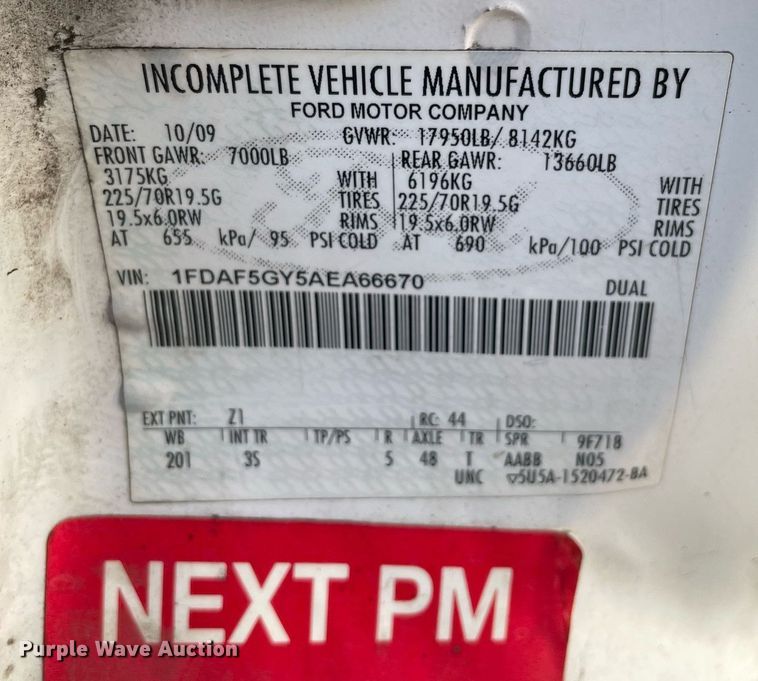 INCOMPLETE VEHICLE MANUFACTURED BY
FORD MOTOR COMPANY
DATE: 10/09 GVWR: 17950LB/ 8142KG
FRONT GAWR: 7000LB REAR GAWR: 13660LB
3175KG WITH 6196KG WITH
225/70R19.5G TIRES 225/70R19.5G TIRES
19.5x6.0RW RIMS 19.5x6.0RW RIMS
AT 655 kPa/ 95 PSI COLD AT 690 kPa/100 PSI COLD
VIN: 1FDAF5GY5AEA66670 DUAL
EXT PNT: Z1 RC: 44 DSO:
WB INT TR TP/PS R AXLE TR SPR 9F718
201 3S 5 48 T AABB N05
UNC ▽5U5A-1520472-BA
NEXT PM
Purple Wave Auction